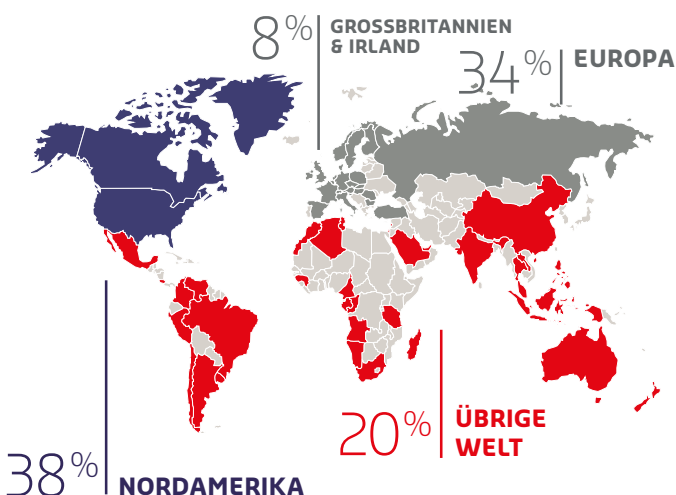 8%
GROSSBRITANNIEN
& IRLAND
34%
EUROPA
20%
ÜBRIGE
WELT
38%
NORDAMERIKA